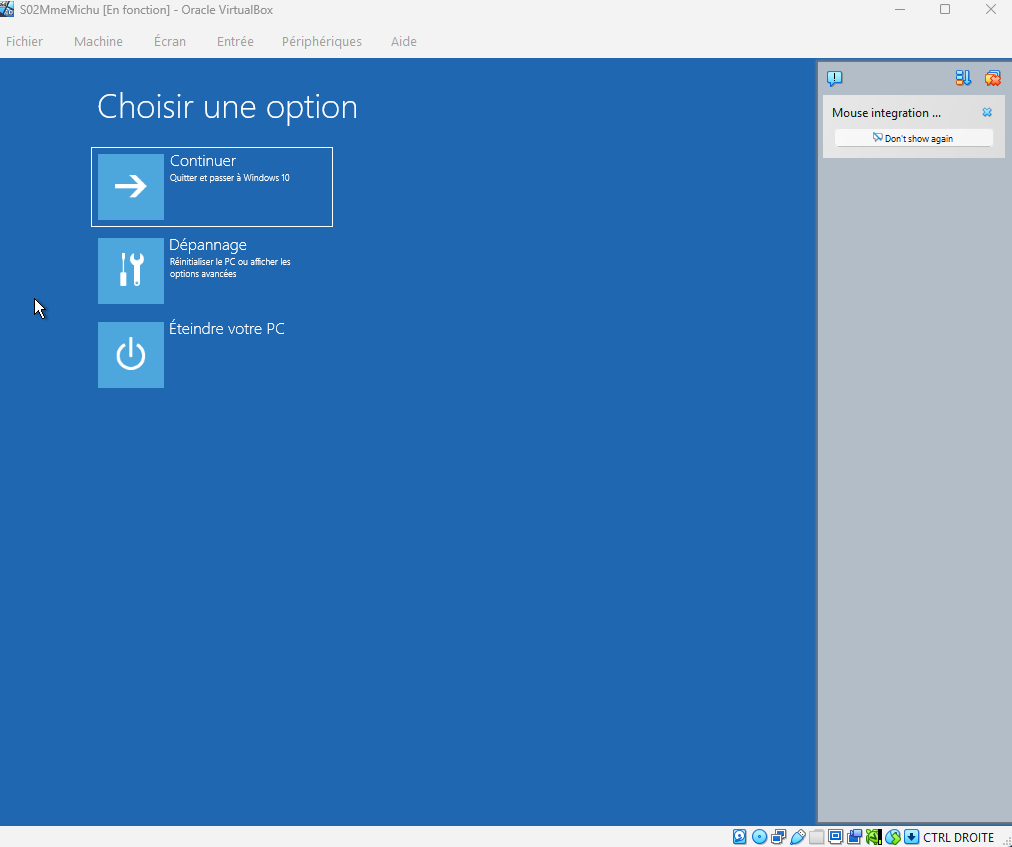 S02MmeMichu [En fonction] - Oracle VirtualBox
Fichier Machine Écran Entrée Périphériques Aide
Choisir une option
Continuer
Quitter et passer à Windows 10
Dépannage
Réinitialiser le PC ou afficher les
options avancées
Éteindre votre PC
Mouse integration ...
Don't show again
CTRL DROITE